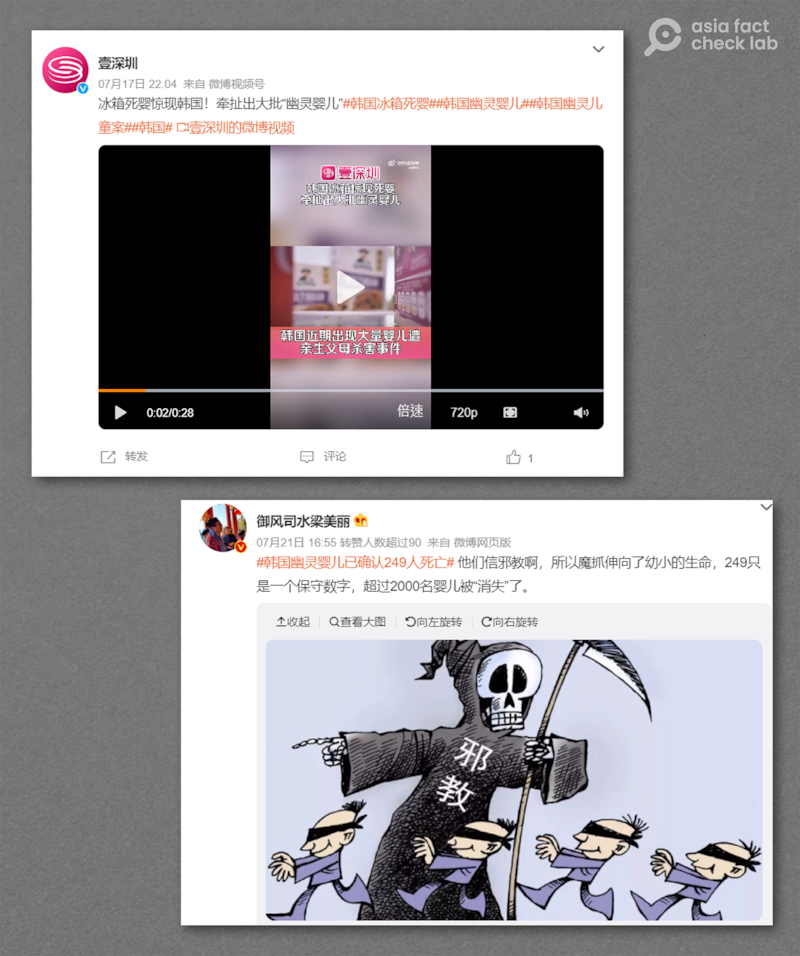 asia fact
check lab
壹深圳
07月17日 22:04 来自 微博视频号
冰箱死婴惊现韩国！牵扯出大批“幽灵婴儿”#韩国冰箱死婴##韩国幽灵婴儿##韩国幽灵儿
童案##韩国# 壹深圳的微博视频
壹深圳
韩国冰箱惊现死婴
牵扯出大批幽灵婴儿
韩国近期出现大量婴儿遭
亲生父母杀害事件
0:02/0:28
倍速
720p
转发
评论
1
御风司水梁美丽
07月21日 16:55 转赞人数超过90 来自 微博网页版
#韩国幽灵婴儿已确认249人死亡# 他们信邪教啊，所以魔抓伸向了幼小的生命，249只
是一个保守数字，超过2000名婴儿被“消失”了。
收起
查看大图
向左旋转
向右旋转
邪
教